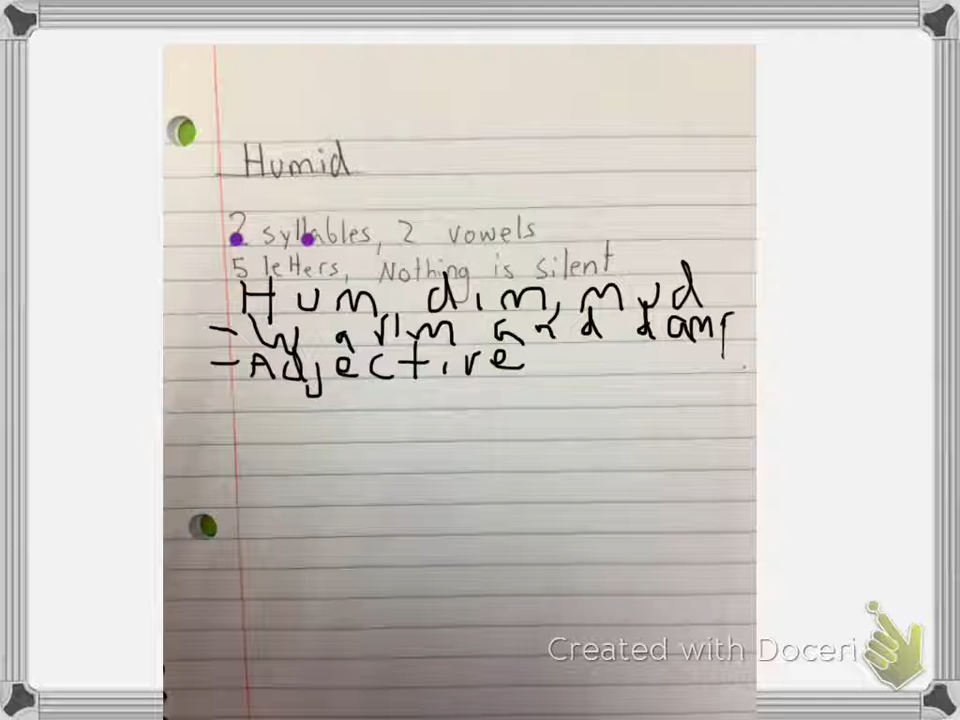 Humid
2 syllables, 2 vowels
5 letters, Nothing is silent
Hum, dim, mud
- Warm and damp
- Adjective
Created with Doceri